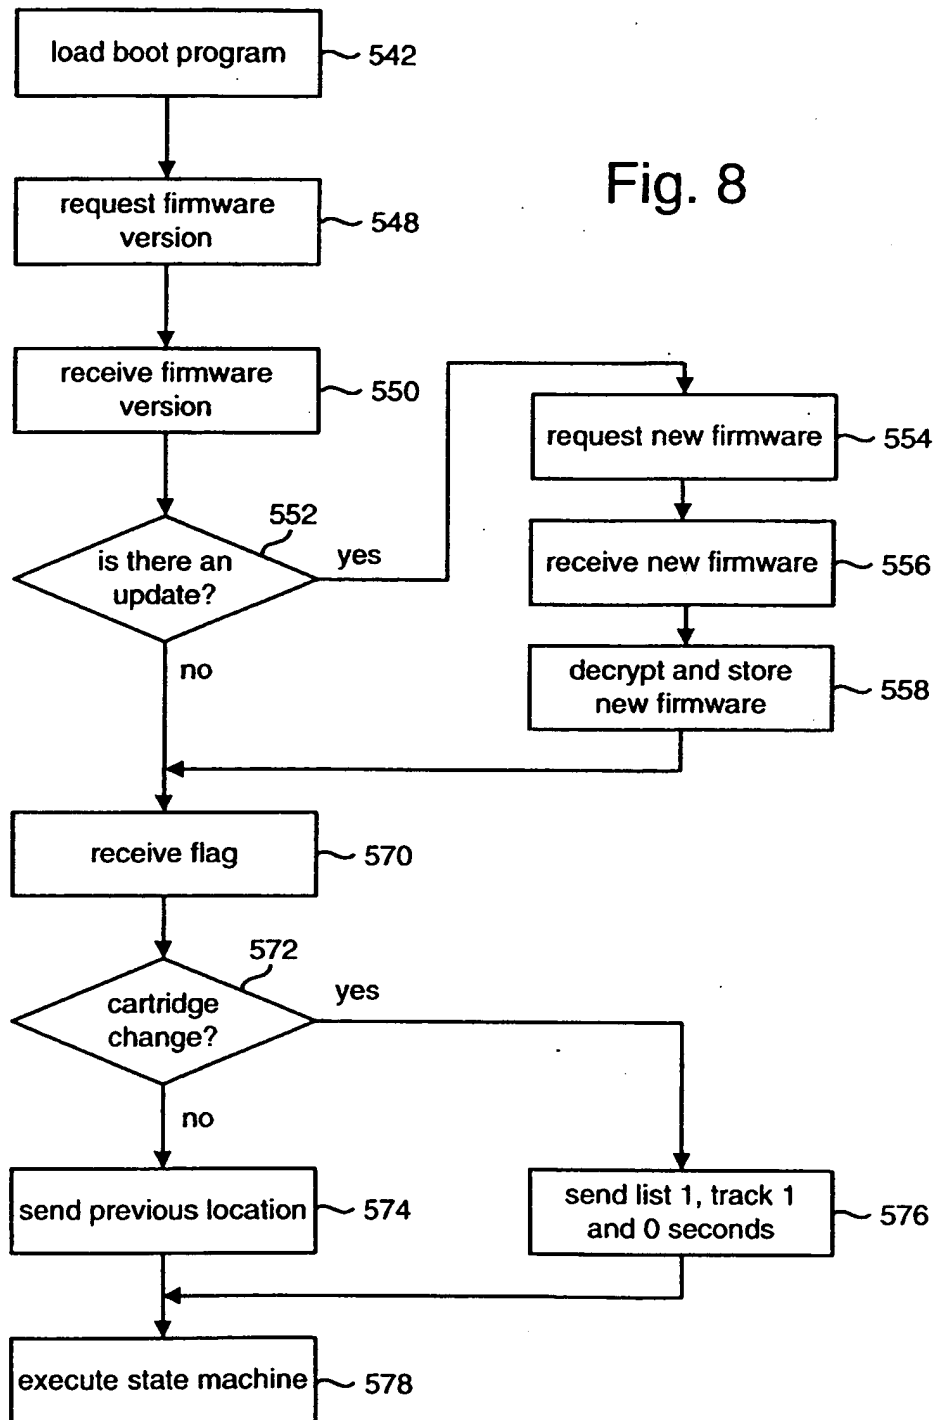 load boot program
542
Fig. 8
request firmware
version
548
receive firmware
version
550
request new firmware
554
552
is there an
update?
yes
receive new firmware
556
no
decrypt and store
new firmware
558
receive flag
570
572
cartridge
change?
yes
no
send previous location
574
send list 1, track 1
and 0 seconds
576
execute state machine
578